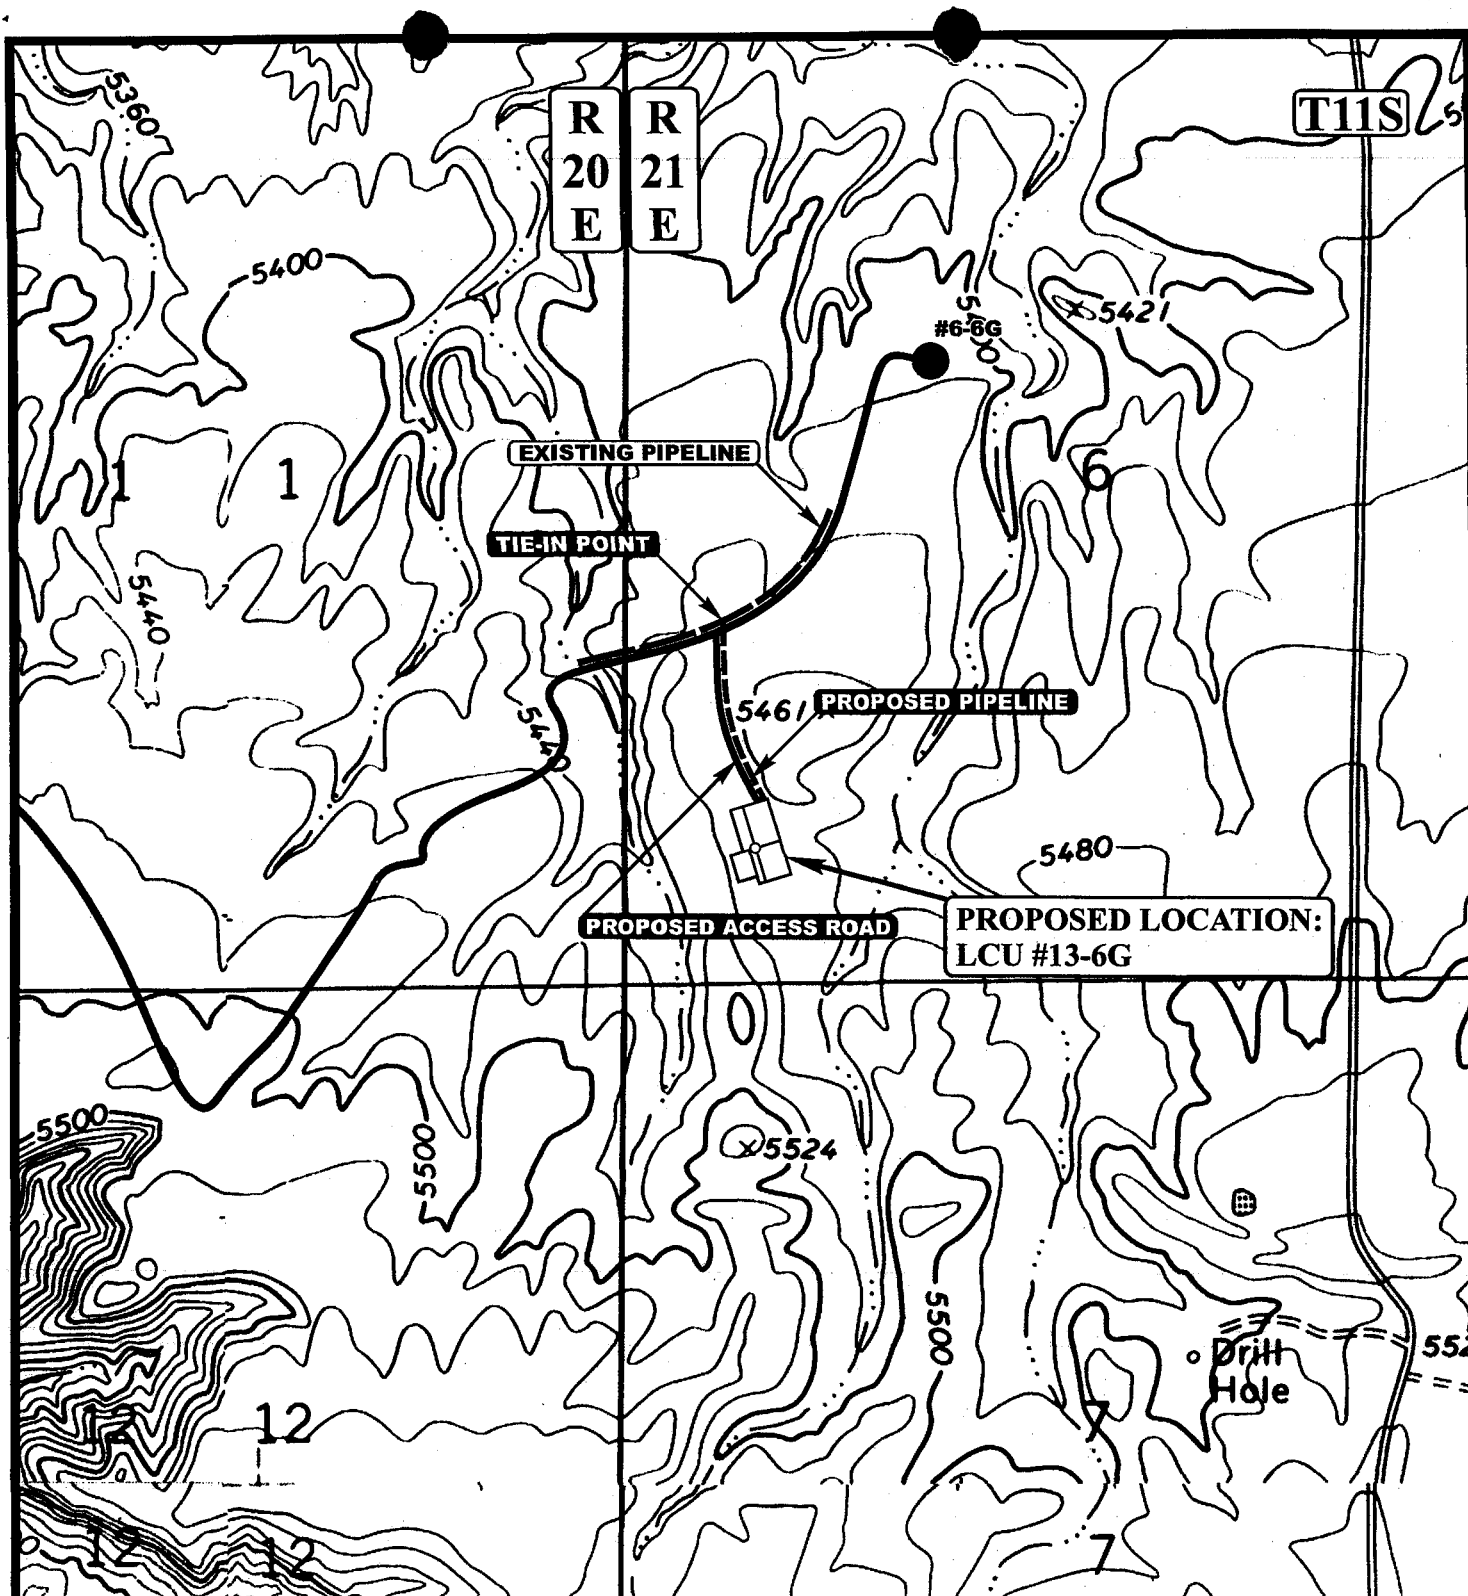 5360
R
20
E
R
21
E
T11S
5400
5421
#6-6G
5400
EXISTING PIPELINE
1
1
6
TIE-IN POINT
5440
5461
PROPOSED PIPELINE
5440
5480
PROPOSED ACCESS ROAD
PROPOSED LOCATION:
LCU #13-6G
5500
5500
5524
5500
Drill
Hole
12
12
7
12
12
7